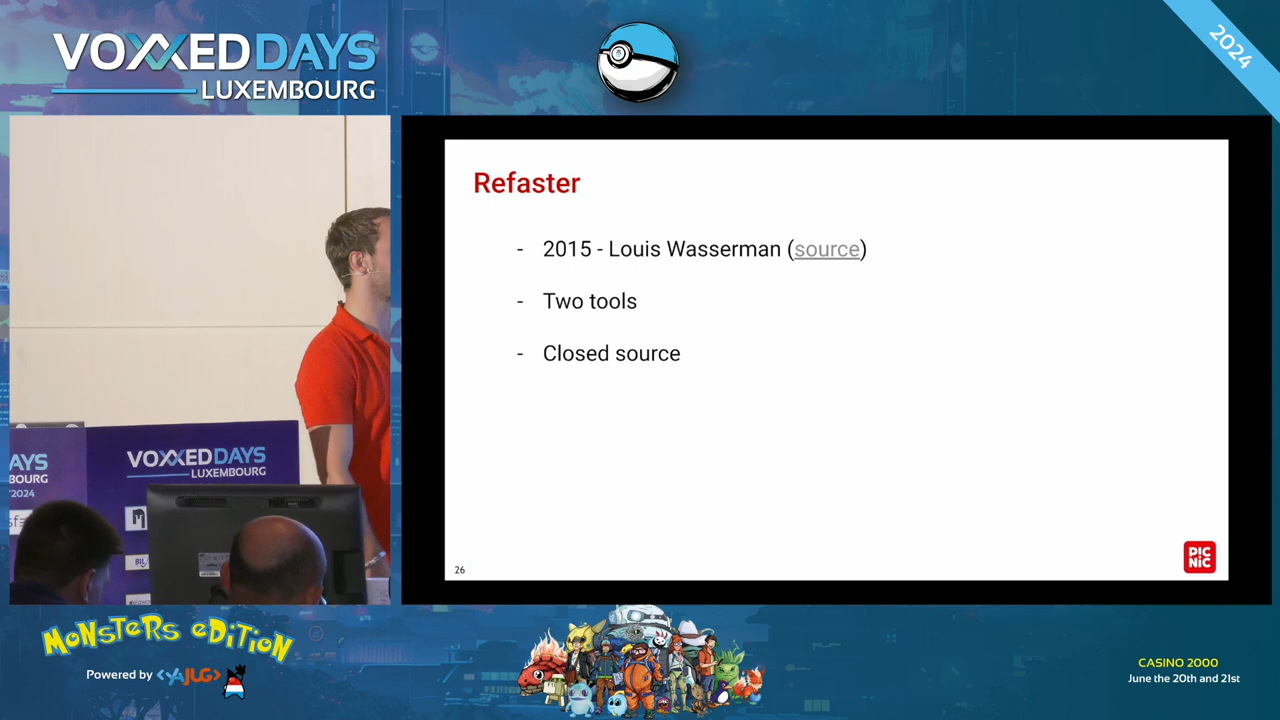 VOXXEDDAYS
LUXEMBOURG
2024
Refaster
- 2015 - Louis Wasserman (source)
- Two tools
- Closed source
26
PIC
NIC
AYS
BOURG
/2024
VOXXEDDAYS
LUXEMBOURG
BIL
MONSTERS EDITION
Powered by <YAJUG>
CASINO 2000
June the 20th and 21st